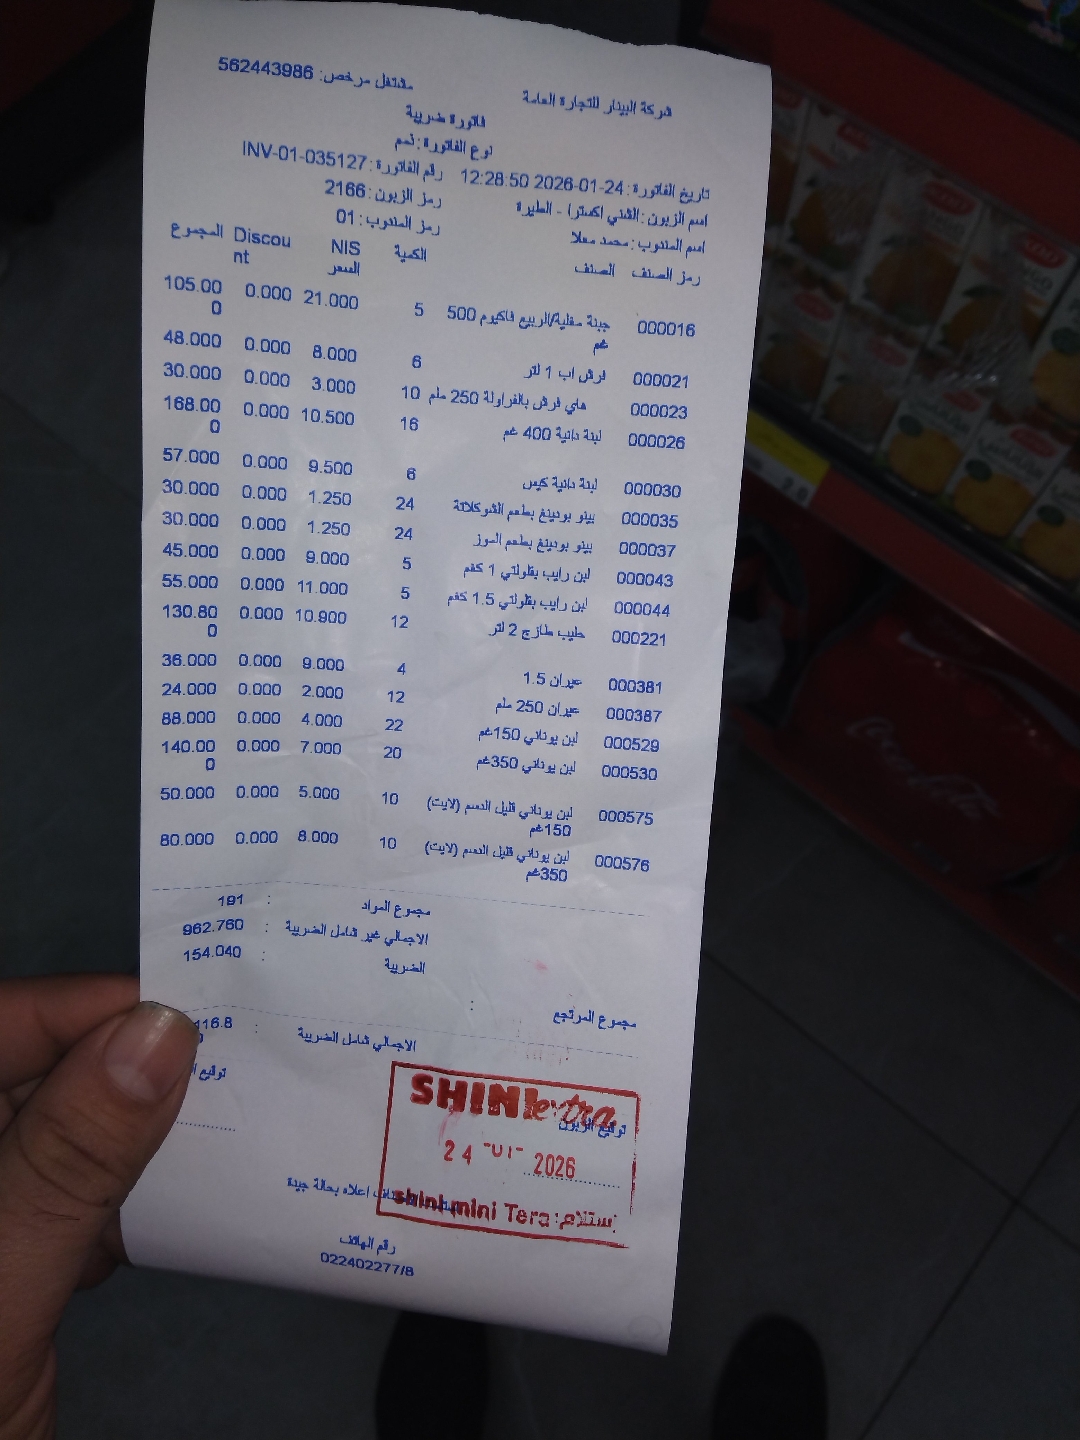 شركة البينار للتجارة العامة
مشتغل مرخص: 562443986
فاتورة ضريبية
نوع الفاتورة: ذمم
تاريخ الفاتورة: 24-01-2026 12:28:50 رقم الفاتورة: INV-01-035127
اسم الزبون: الشني اكسترا - الطيرة رمز الزبون: 2166
اسم المندوب: محمد معلا رمز المندوب: 01
رمز الصنف الصنف الكمية NIS السعر Discount المجموع
000016 جبنة مغلية/الربيع فاكيوم 500 غم 5 21.000 0.000 105.000
000021 فرش اب 1 لتر 6 8.000 0.000 48.000
000023 هاي فرش بالفراولة 250 ملم 10 3.000 0.000 30.000
000026 لبنة دانية 400 غم 16 10.500 0.000 168.000
000030 لبنة دانية كيس 6 9.500 0.000 57.000
000035 بينو بودينغ بطعم الشوكلاتة 24 1.250 0.000 30.000
000037 بينو بودينغ بطعم الموز 24 1.250 0.000 30.000
000043 لبن رايب بقلولتي 1 كغم 5 9.000 0.000 45.000
000044 لبن رايب بقلولتي 1.5 كغم 5 11.000 0.000 55.000
000221 حليب طازج 2 لتر 12 10.900 0.000 130.800
000381 عيران 1.5 4 9.000 0.000 36.000
000387 عيران 250 ملم 12 2.000 0.000 24.000
000529 لبن يوناني 150غم 22 4.000 0.000 88.000
000530 لبن يوناني 350غم 20 7.000 0.000 140.000
000575 لبن يوناني قليل الدسم (لايت) 150غم 10 5.000 0.000 50.000
000576 لبن يوناني قليل الدسم (لايت) 350غم 10 8.000 0.000 80.000
مجموع المواد : 191
الاجمالي غير شامل الضريبة : 962.760
الضريبة : 154.040
مجموع المرتجع :
الاجمالي شامل الضريبة : 116.8
توقيع الزبون
توقيع
SHINI extra
24 -01- 2026
shini mini Tera إستلام:
اعلاه بحالة جيدة
رقم الهاتف
022402277/8
Coca-Cola